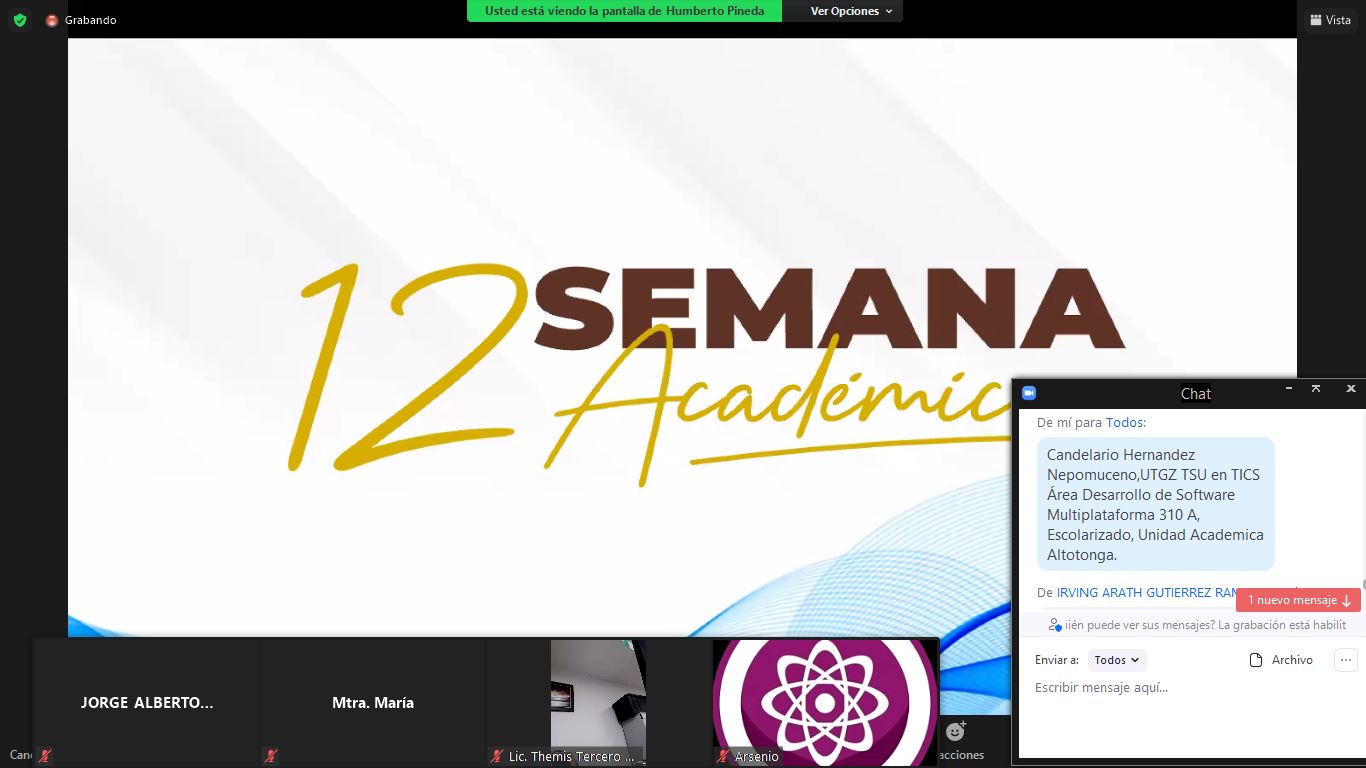 Grabando
Usted está viendo la pantalla de Humberto Pineda
Ver Opciones
Vista
12 SEMANA
Académic
Chat
De mí para Todos:
Candelario Hernandez
Nepomuceno,UTGZ TSU en TICS
Área Desarrollo de Software
Multiplataforma 310 A,
Escolarizado, Unidad Academica
Altotonga.
De IRVING ARATH GUTIERREZ RAM
1 nuevo mensaje
ién puede ver sus mensajes? La grabación está habilit
Enviar a: Todos
Archivo
Escribir mensaje aquí...
JORGE ALBERTO...
Mtra. María
Lic. Themis Tercero ...
Arsenio
Can
acciones